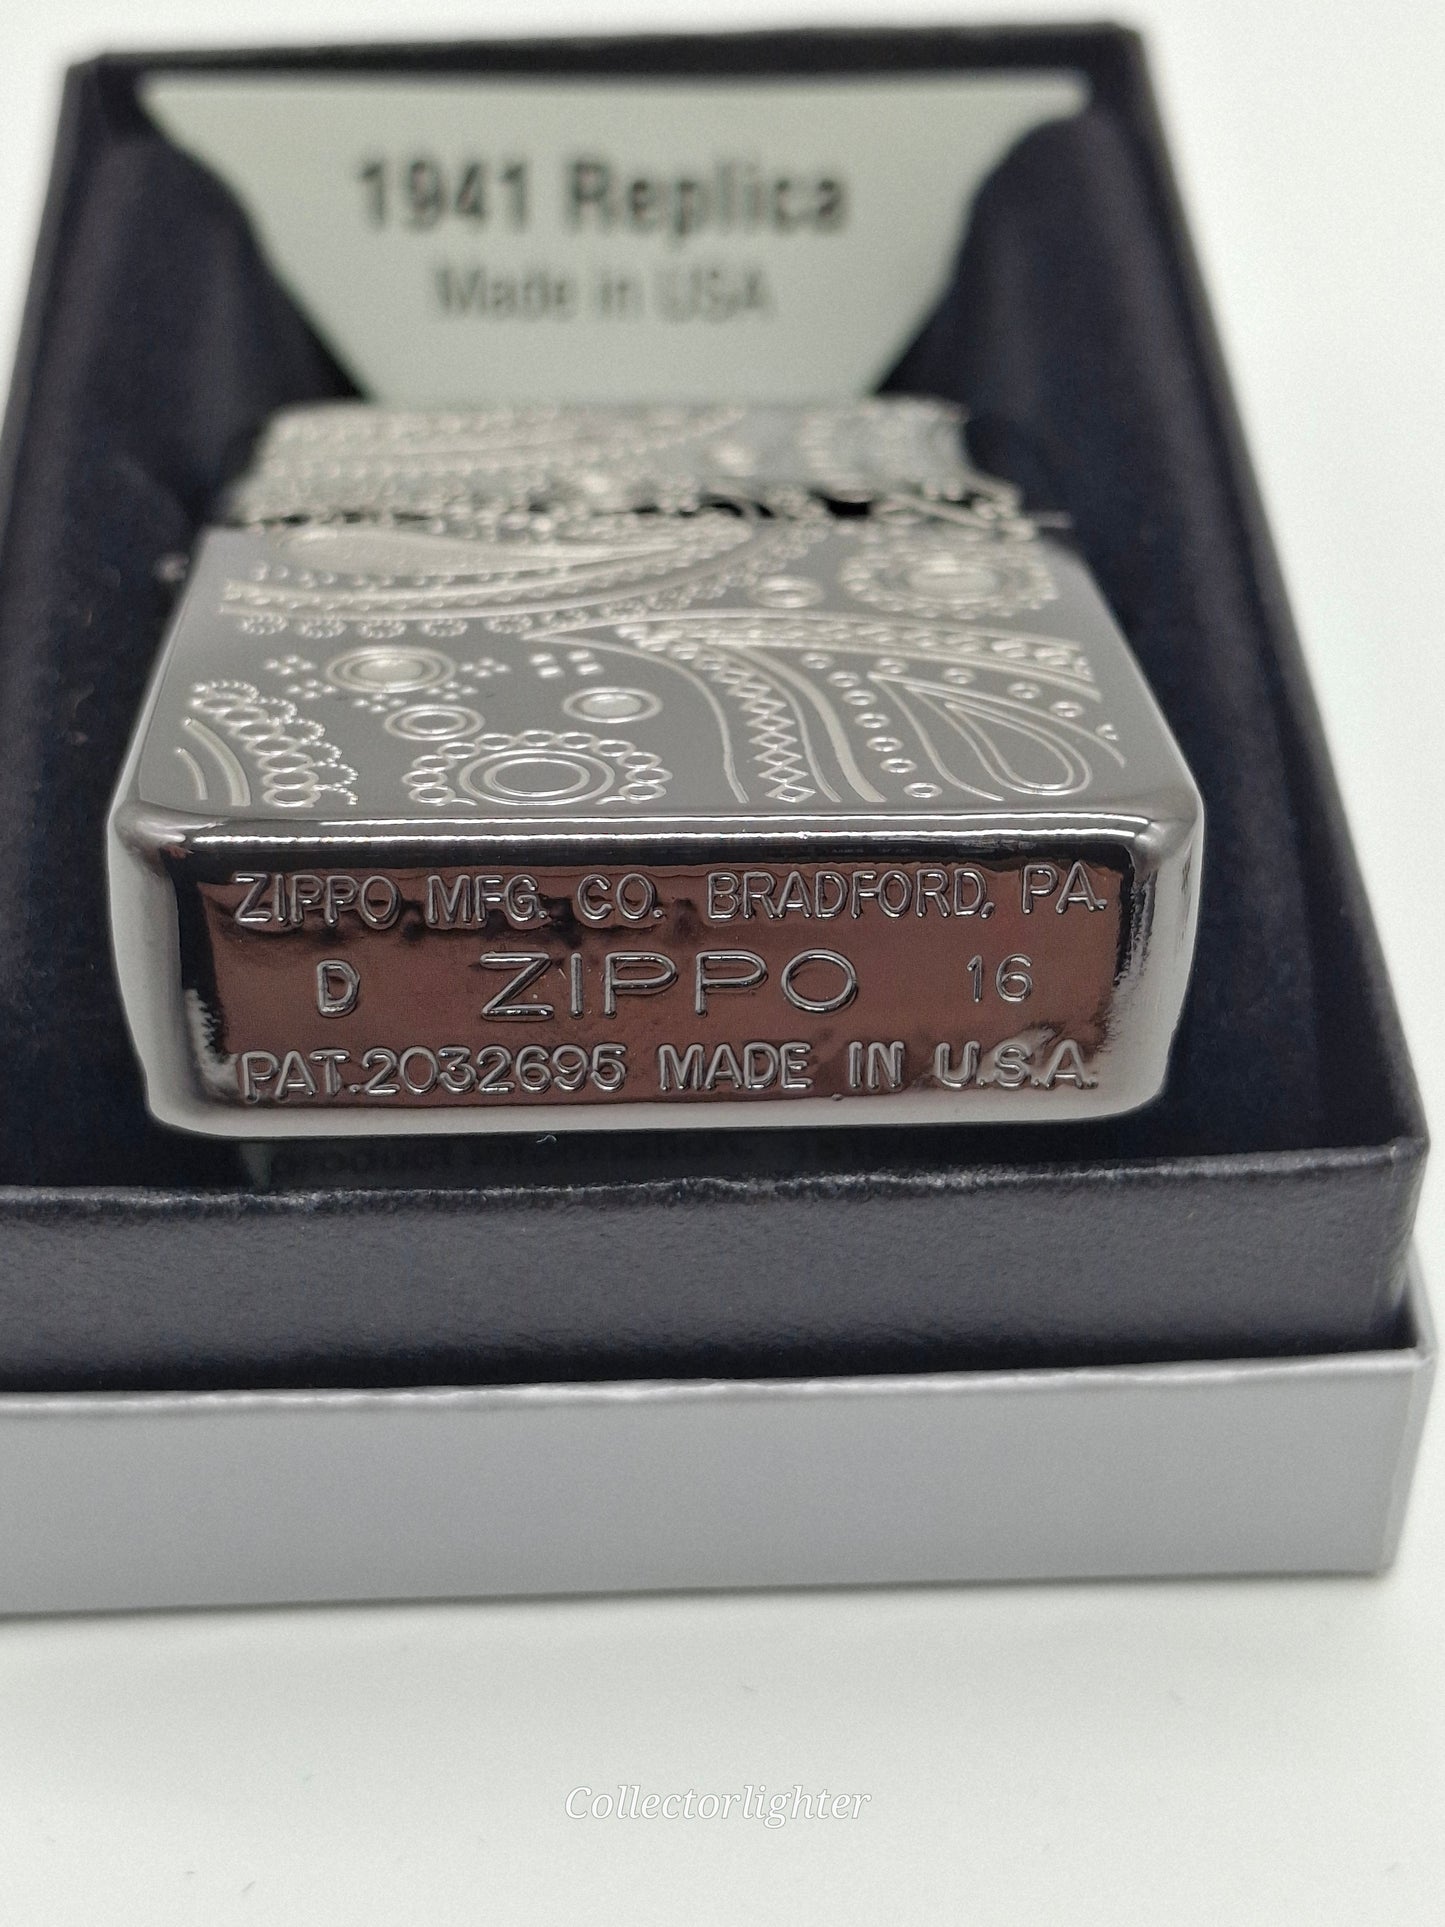 1941 Replica
Made in USA
ZIPPO MFG. CO. BRADFORD, PA.
D ZIPPO 16
PAT.2032695 MADE IN U.S.A.
Collectorlighter